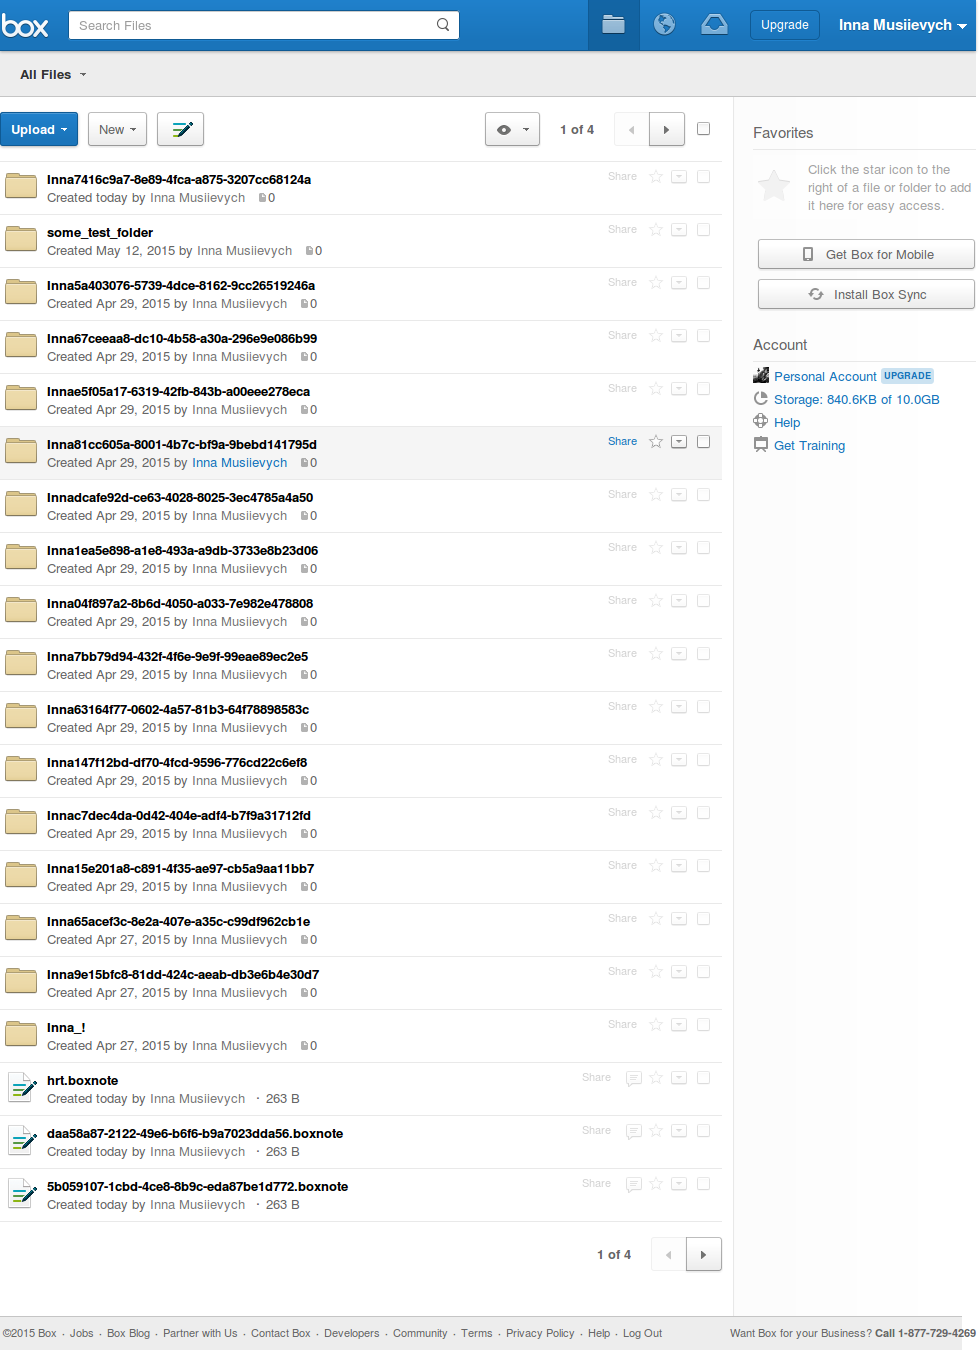 box Search Files Upgrade Inna Musiievych
All Files
Upload New 1 of 4
Inna7416c9a7-8e89-4fca-a875-3207cc68124a Share
Created today by Inna Musiievych 0
some_test_folder Share
Created May 12, 2015 by Inna Musiievych 0
Inna5a403076-5739-4dce-8162-9cc26519246a Share
Created Apr 29, 2015 by Inna Musiievych 0
Inna67ceeaa8-dc10-4b58-a30a-296e9e086b99 Share
Created Apr 29, 2015 by Inna Musiievych 0
Innae5f05a17-6319-42fb-843b-a00eee278eca Share
Created Apr 29, 2015 by Inna Musiievych 0
Inna81cc605a-8001-4b7c-bf9a-9bebd141795d Share
Created Apr 29, 2015 by Inna Musiievych 0
Innadcafe92d-ce63-4028-8025-3ec4785a4a50 Share
Created Apr 29, 2015 by Inna Musiievych 0
Inna1ea5e898-a1e8-493a-a9db-3733e8b23d06 Share
Created Apr 29, 2015 by Inna Musiievych 0
Inna04f897a2-8b6d-4050-a033-7e982e478808 Share
Created Apr 29, 2015 by Inna Musiievych 0
Inna7bb79d94-432f-4f6e-9e9f-99eae89ec2e5 Share
Created Apr 29, 2015 by Inna Musiievych 0
Inna63164f77-0602-4a57-81b3-64f78898583c Share
Created Apr 29, 2015 by Inna Musiievych 0
Inna147f12bd-df70-4fcd-9596-776cd22c6ef8 Share
Created Apr 29, 2015 by Inna Musiievych 0
Innac7dec4da-0d42-404e-adf4-b7f9a31712fd Share
Created Apr 29, 2015 by Inna Musiievych 0
Inna15e201a8-c891-4f35-ae97-cb5a9aa11bb7 Share
Created Apr 29, 2015 by Inna Musiievych 0
Inna65acef3c-8e2a-407e-a35c-c99df962cb1e Share
Created Apr 27, 2015 by Inna Musiievych 0
Inna9e15bfc8-81dd-424c-aeab-db3e6b4e30d7 Share
Created Apr 27, 2015 by Inna Musiievych 0
Inna_! Share
Created Apr 27, 2015 by Inna Musiievych 0
hrt.boxnote Share
Created today by Inna Musiievych · 263 B
daa58a87-2122-49e6-b6f6-b9a7023dda56.boxnote Share
Created today by Inna Musiievych · 263 B
5b059107-1cbd-4ce8-8b9c-eda87be1d772.boxnote Share
Created today by Inna Musiievych · 263 B
1 of 4
Favorites
Click the star icon to the
right of a file or folder to add
it here for easy access.
Get Box for Mobile
Install Box Sync
Account
Personal Account UPGRADE
Storage: 840.6KB of 10.0GB
Help
Get Training
©2015 Box · Jobs · Box Blog · Partner with Us · Contact Box · Developers · Community · Terms · Privacy Policy · Help · Log Out Want Box for your Business? Call 1-877-729-4269